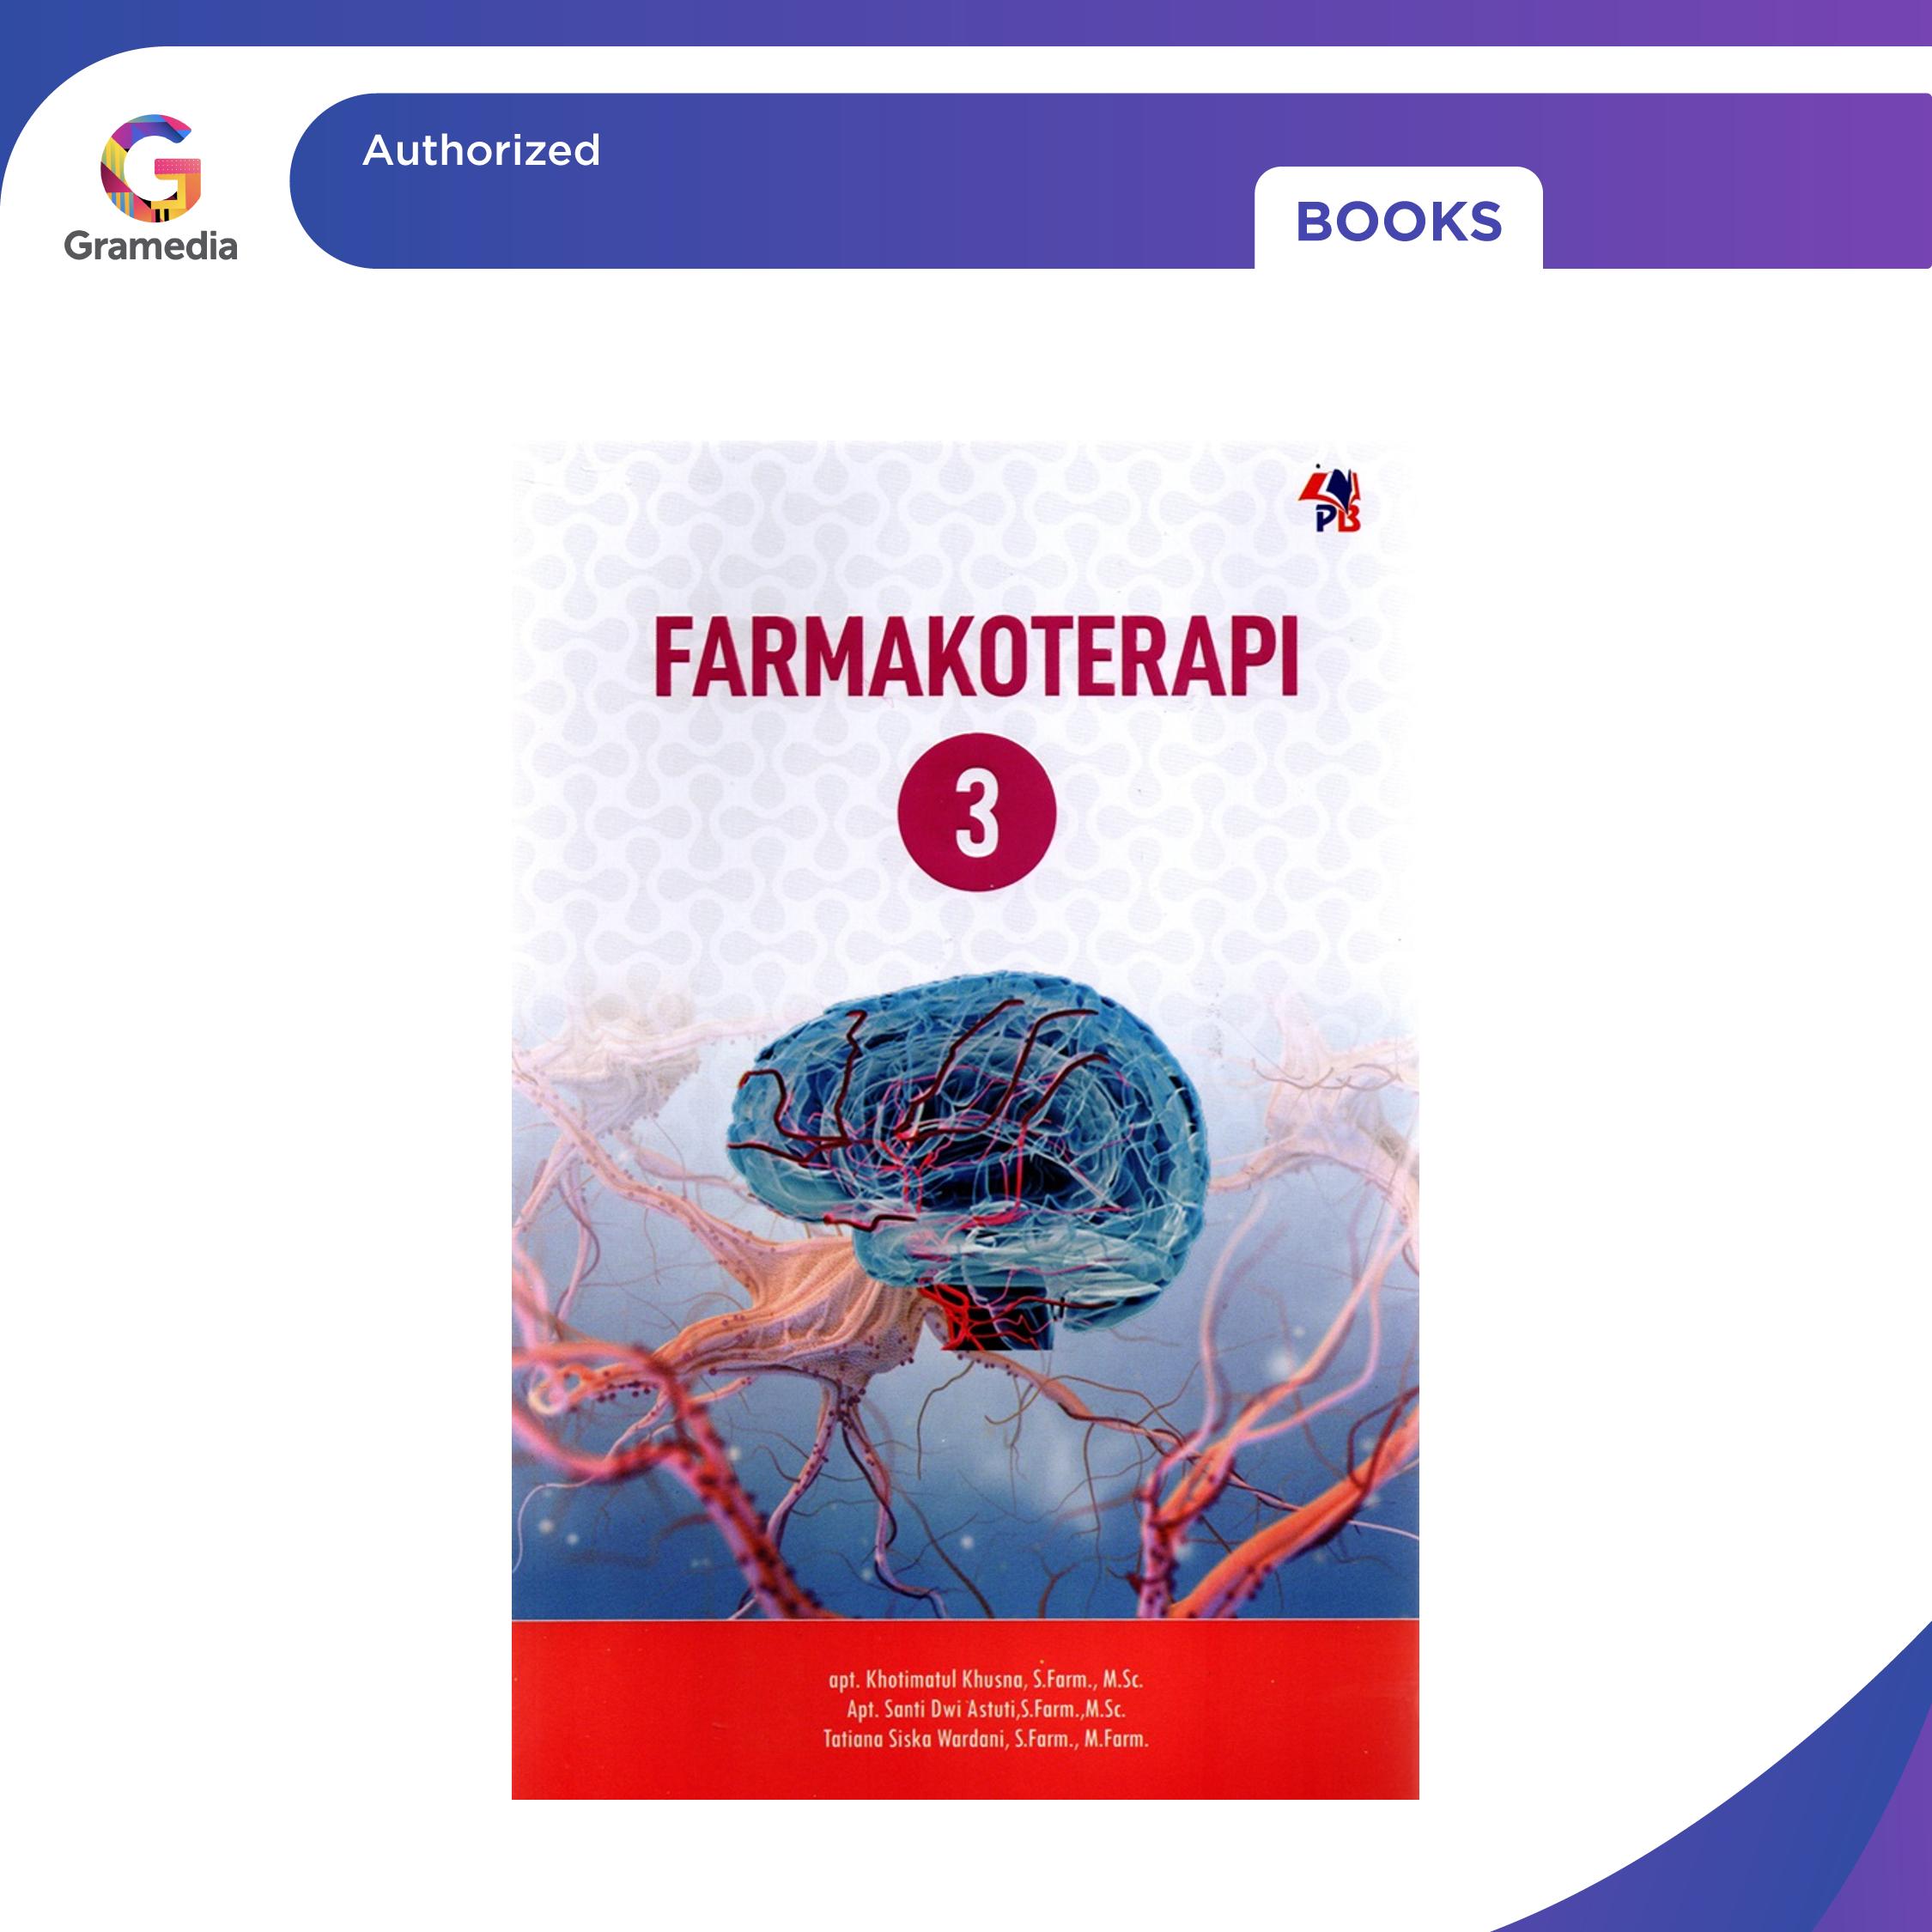 Gramedia
Authorized
BOOKS
PB
FARMAKOTERAPI
3
apt. Khotimatul Khusna, S.Farm., M.Sc.
Apt. Santi Dwi Astuti,S.Farm.,M.Sc.
Tatiana Siska Wardani, S.Farm., M.Farm.